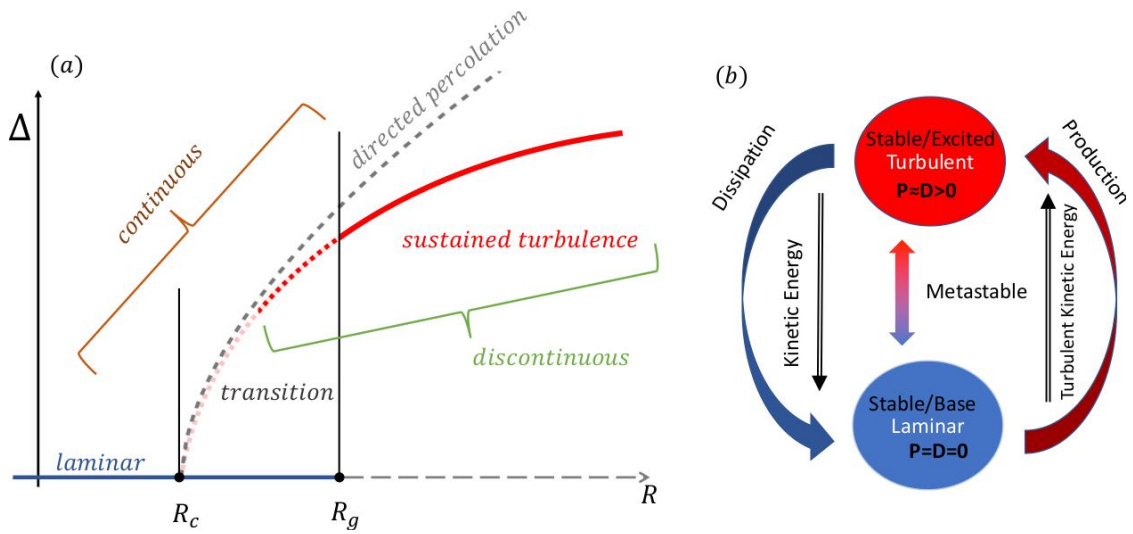 (a)
Δ
continuous
directed percolation
sustained turbulence
discontinuous
transition
laminar
R_c
R_g
R
(b)
Dissipation
Kinetic Energy
Stable/Excited
Turbulent
P≈D>0
Metastable
Stable/Base
Laminar
P=D=0
Turbulent Kinetic Energy
Production